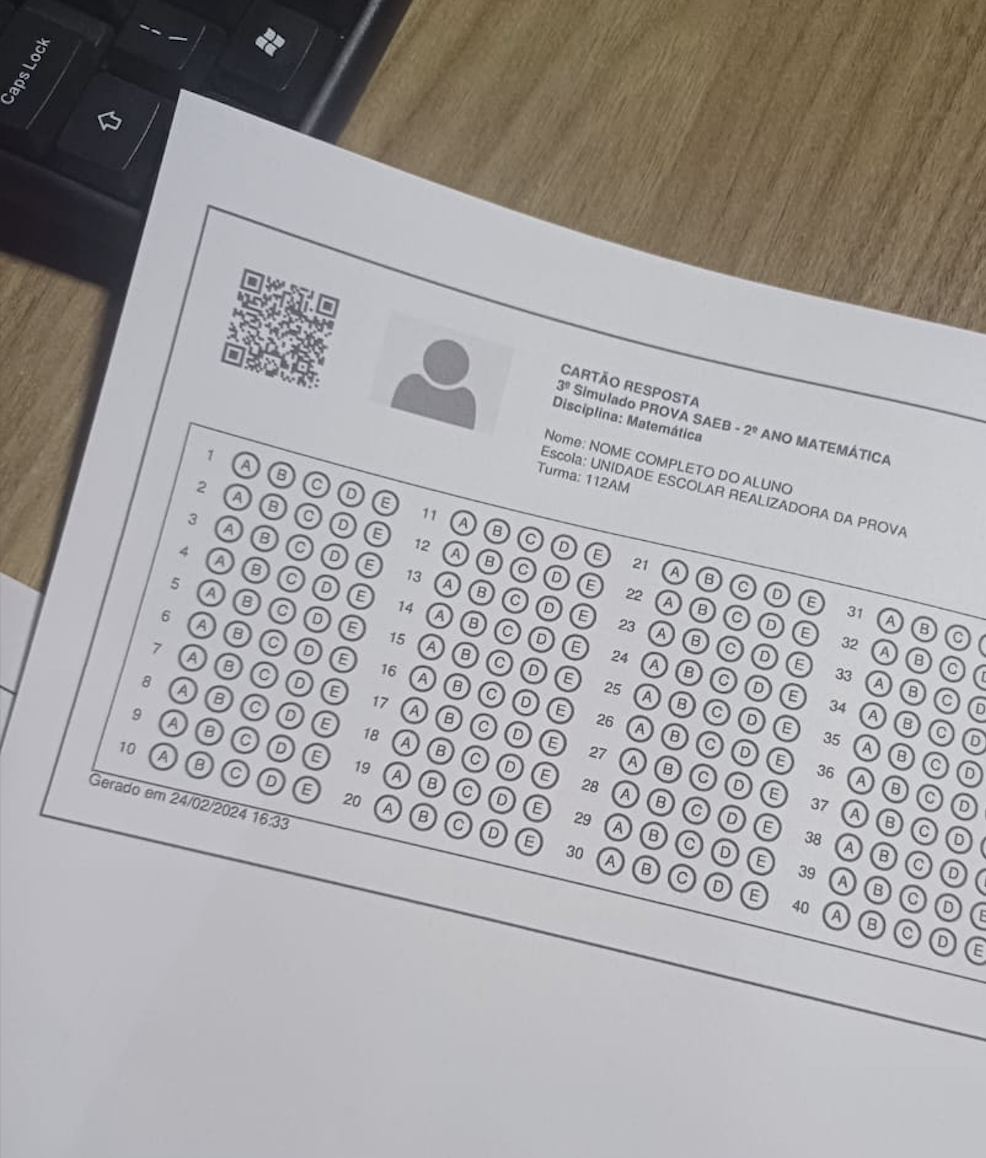 Caps Lock
CARTÃO RESPOSTA
3º Simulado PROVA SAEB - 2º ANO MATEMÁTICA
Disciplina: Matemática
Nome: NOME COMPLETO DO ALUNO
Escola: UNIDADE ESCOLAR REALIZADORA DA PROVA
Turma: 112AM
1 A B C D E
2 A B C D E
3 A B C D E
4 A B C D E
5 A B C D E
6 A B C D E
7 A B C D E
8 A B C D E
9 A B C D E
10 A B C D E
11 A B C D E
12 A B C D E
13 A B C D E
14 A B C D E
15 A B C D E
16 A B C D E
17 A B C D E
18 A B C D E
19 A B C D E
20 A B C D E
21 A B C D E
22 A B C D E
23 A B C D E
24 A B C D E
25 A B C D E
26 A B C D E
27 A B C D E
28 A B C D E
29 A B C D E
30 A B C D E
31 A B C
32 A B C D
33 A B C D
34 A B C D
35 A B C D
36 A B C D
37 A B C D
38 A B C D
39 A B C D E
40 A B C D E
Gerado em 24/02/2024 16:33